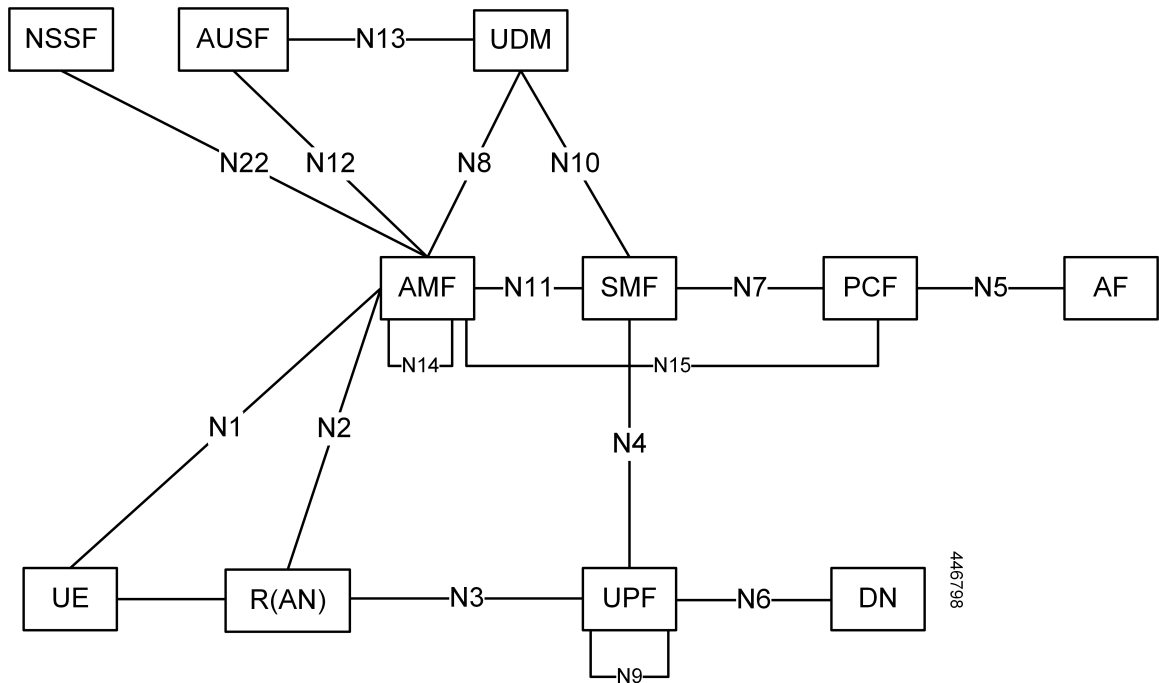 NSSF
AUSF
N13
UDM
N22
N12
N8
N10
AMF
N11
SMF
N7
PCF
N5
AF
N14
N15
N1
N2
N4
UE
R(AN)
N3
UPF
N6
DN
N9
446798